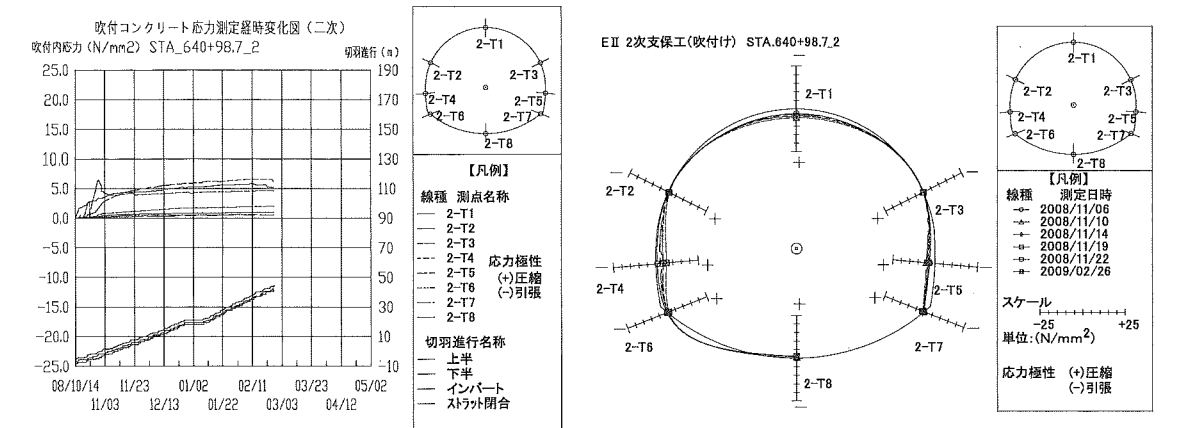 吹付コンクリート応力測定経時変化図（二次）
吹付内応力 (N/mm2) STA_640+98.7_2
切羽進行 (m)
25.0
20.0
15.0
10.0
5.0
0.0
-5.0
-10.0
-15.0
-20.0
-25.0
190
170
150
130
110
90
70
50
30
10
-10
08/10/14 11/23 01/02 02/11 03/23 05/02
11/03 12/13 01/22 03/03 04/12
2-T1
2-T2 2-T3
2-T4 2-T5
2-T6 2-T7
2-T8
【凡例】
線種 測点名称
2-T1
2-T2
2-T3
2-T4
2-T5
2-T6
2-T7
2-T8
応力極性
(+)圧縮
(-)引張
切羽進行名称
上半
下半
インバート
ストラット閉合
EⅡ 2次支保工(吹付け) STA.640+98.7_2
2-T1
2-T2
2-T3
2-T4
2-T5
2-T6
2-T7
2-T8
2-T1
2-T2 2-T3
2-T4 2-T5
2-T6 2-T7
2-T8
【凡例】
線種 測定日時
2008/11/06
2008/11/10
2008/11/14
2008/11/19
2008/11/22
2009/02/26
スケール
-25 +25
単位:(N/mm2)
応力極性 (+)圧縮
(-)引張